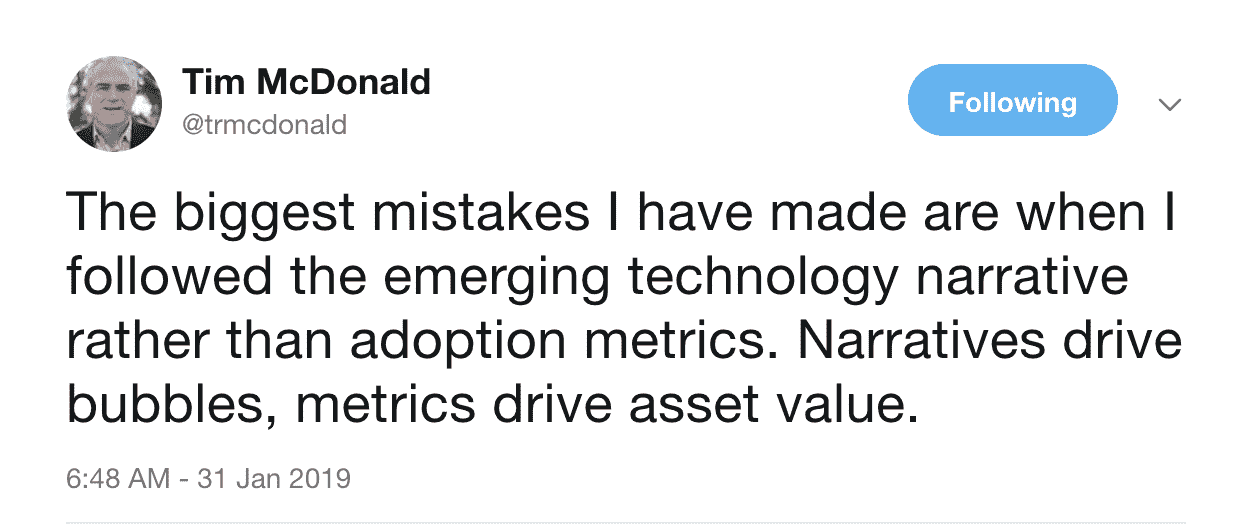 Tim McDonald
@trmcdonald
Following
The biggest mistakes I have made are when I
followed the emerging technology narrative
rather than adoption metrics. Narratives drive
bubbles, metrics drive asset value.
6:48 AM - 31 Jan 2019